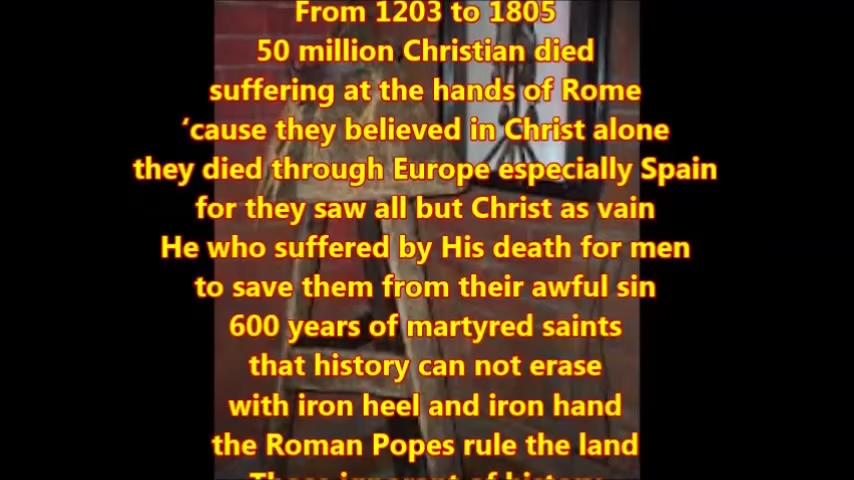 From 1203 to 1805
50 million Christian died
suffering at the hands of Rome
‘cause they believed in Christ alone
they died through Europe especially Spain
for they saw all but Christ as vain
He who suffered by His death for men
to save them from their awful sin
600 years of martyred saints
that history can not erase
with iron heel and iron hand
the Roman Popes rule the land